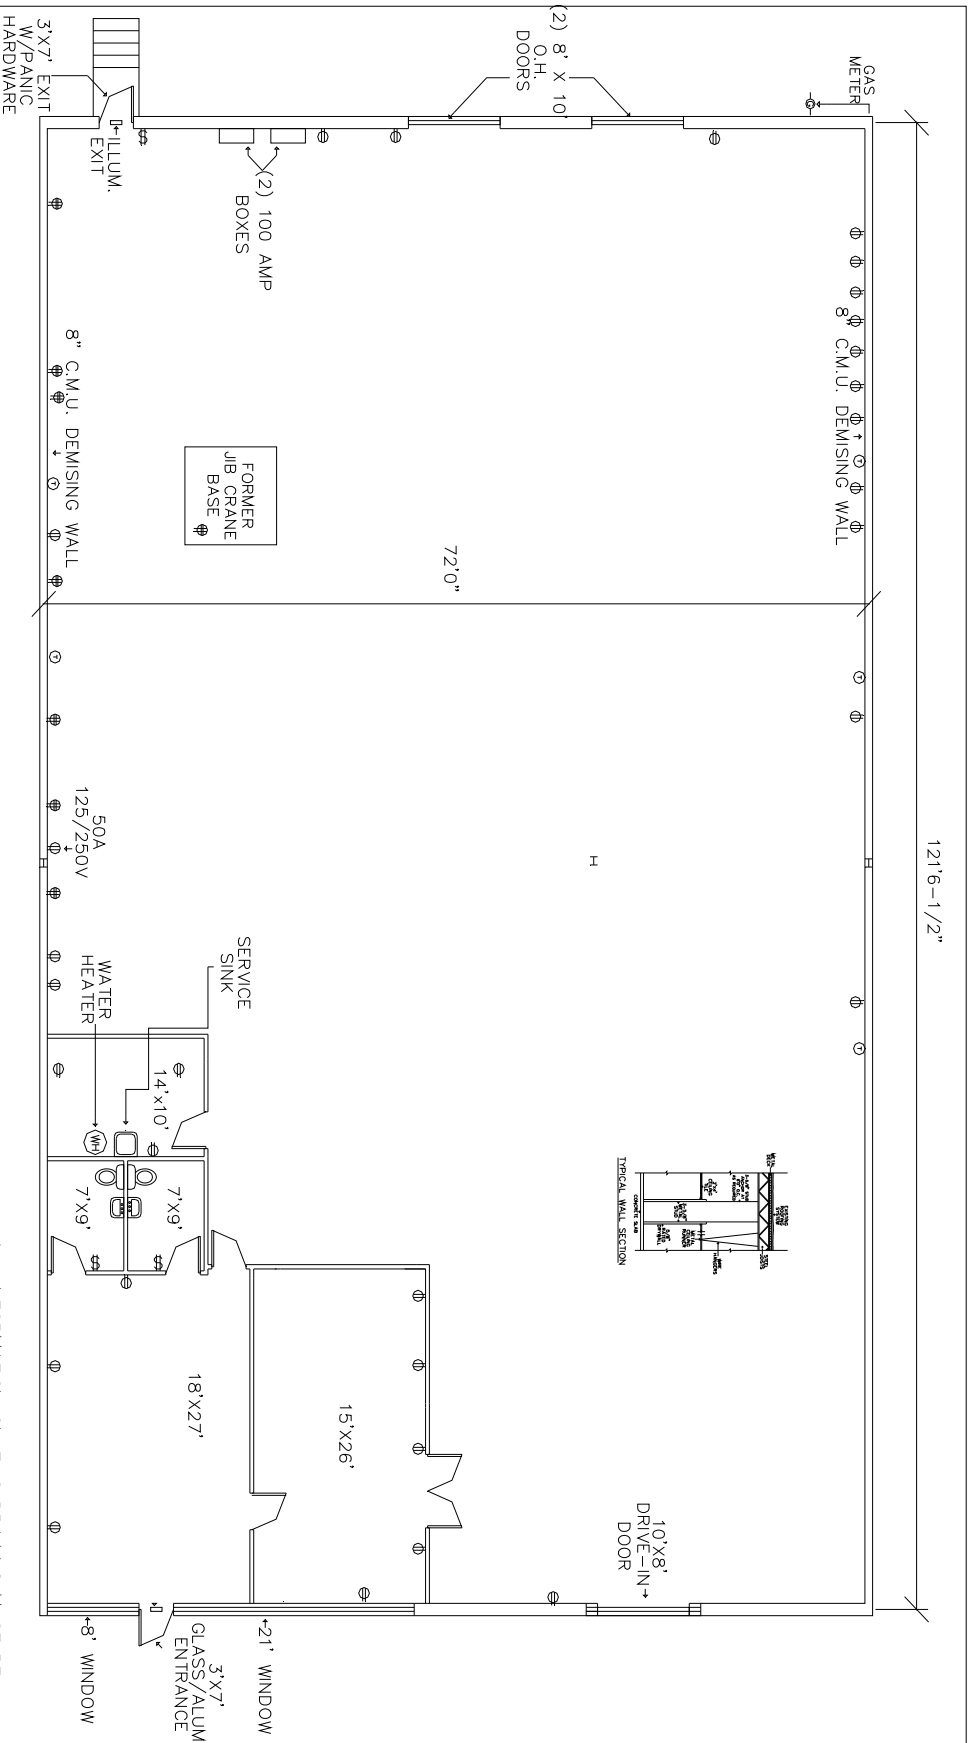 121'6-1/2"
GAS
METER
(2) 8' X 10'
O.H.
DOORS
3'X7' EXIT
W/PANIC
HARDWARE
ILLUM.
EXIT
(2) 100 AMP
BOXES
8" C.M.U. DEMISING WALL
8" C.M.U. DEMISING WALL
FORMER
JIB CRANE
BASE
72'0"
H
50A
125/250V
SERVICE
SINK
WATER
HEATER
WH
14'x10'
7'X9'
7'X9'
18'X27'
15'X26'
TYPICAL WALL SECTION
CONCRETE SLAB
10'X8'
DRIVE-IN
DOOR
21' WINDOW
3'X7'
GLASS/ALUM
ENTRANCE
8' WINDOW